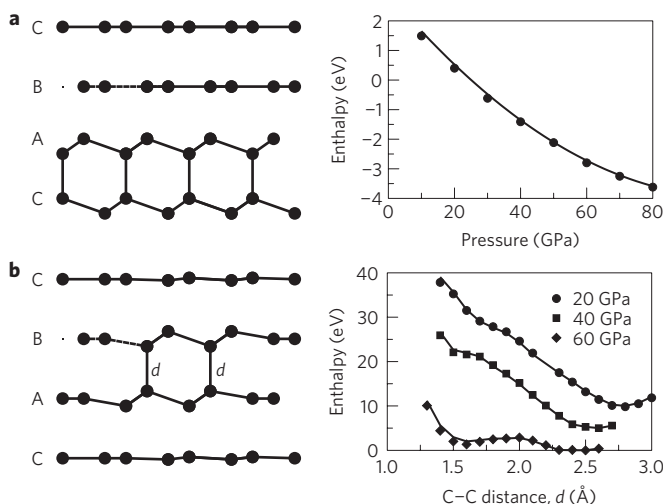 a
C
B
A
C
2
1
0
−1
−2
−3
−4
Enthalpy (eV)
0 20 40 60 80
Pressure (GPa)
b
C
B
d d
A
C
40
30
20
10
0
Enthalpy (eV)
20 GPa
40 GPa
60 GPa
1.0 1.5 2.0 2.5 3.0
C–C distance, d (Å)